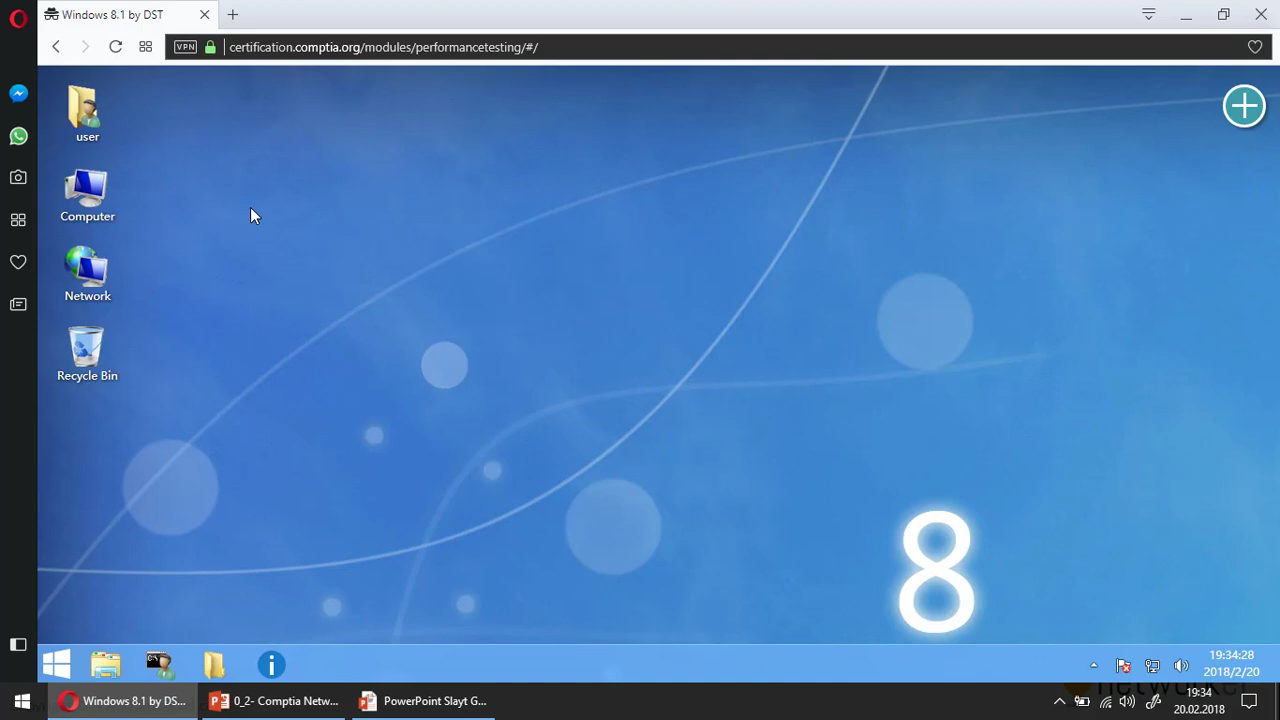 Windows 8.1 by DST
VPN
certification.comptia.org/modules/performancetesting/#/
user
Computer
Network
Recycle Bin
8
19:34:28
2018/2/20
Windows 8.1 by DS...
0_2- Comptia Netw...
PowerPoint Slayt G...
19:34
20.02.2018